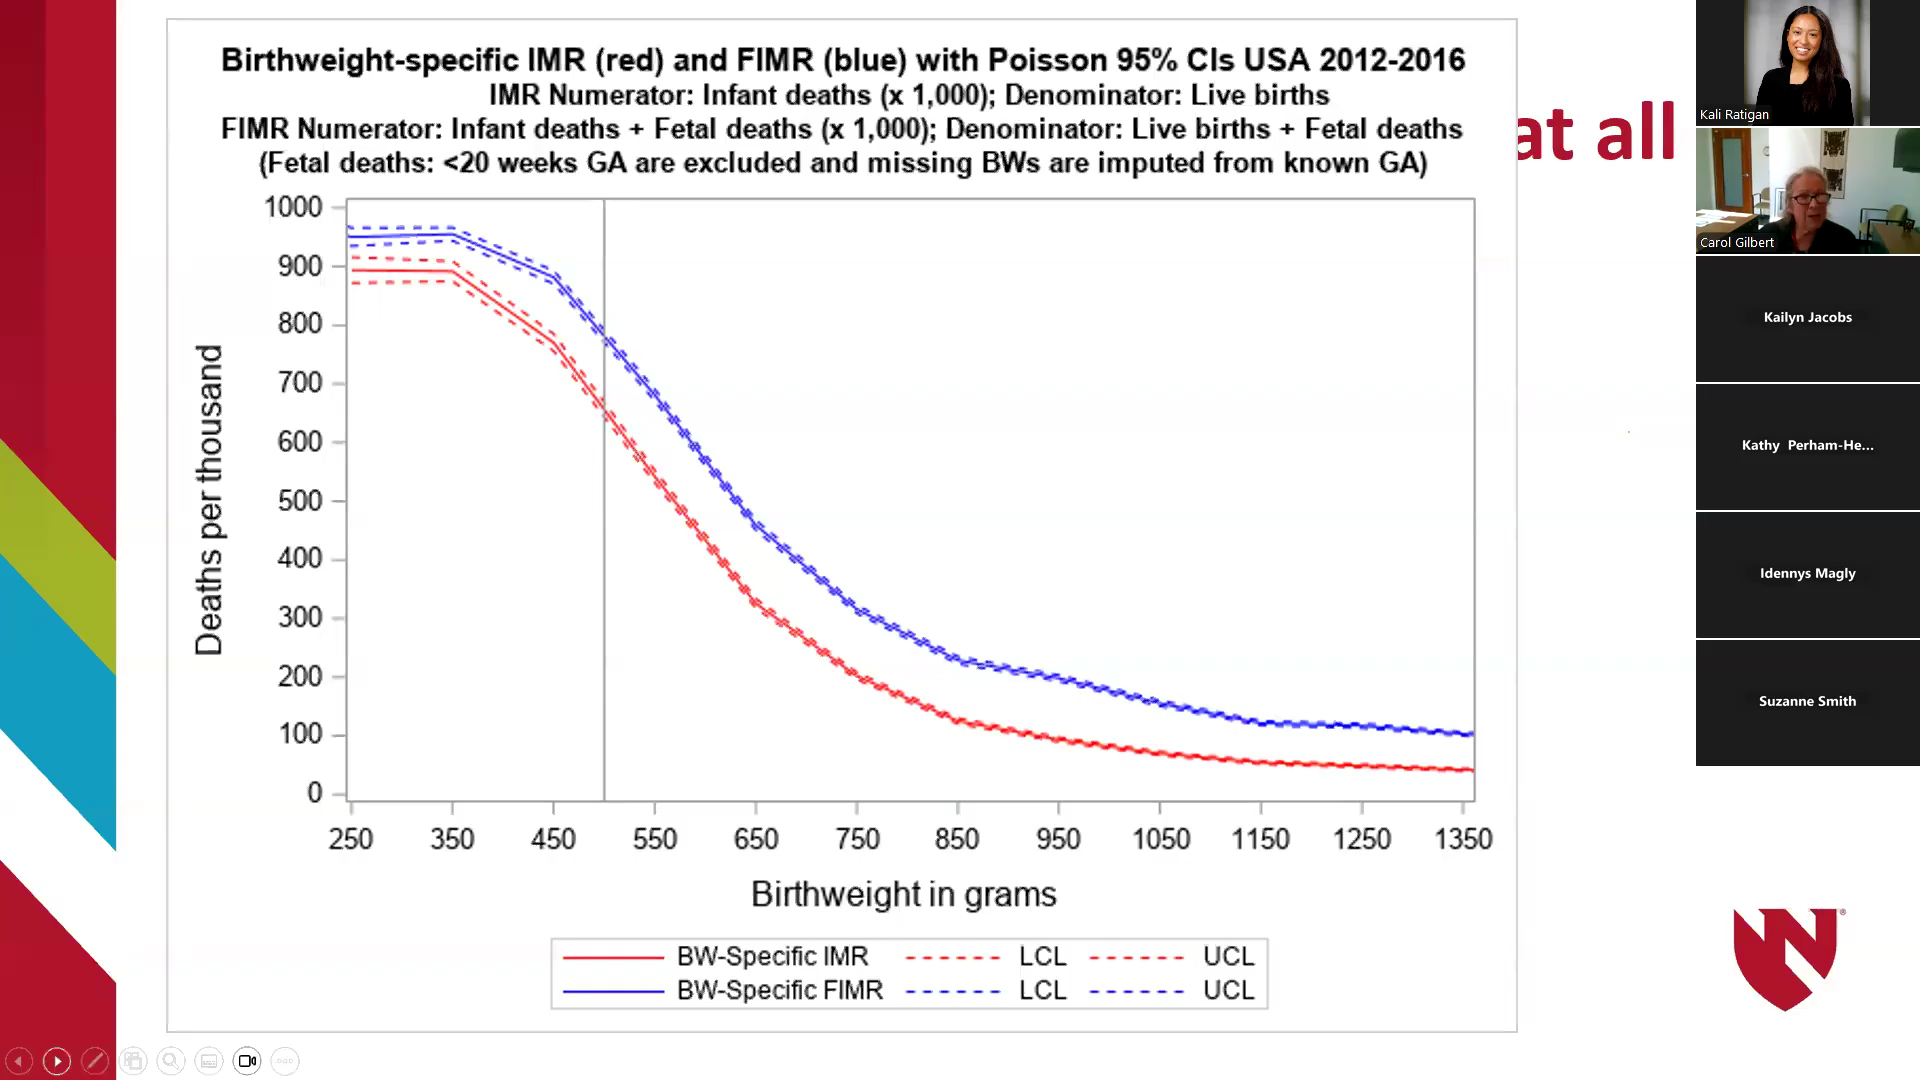 Birthweight-specific IMR (red) and FIMR (blue) with Poisson 95% CIs USA 2012-2016
IMR Numerator: Infant deaths (x 1,000); Denominator: Live births
FIMR Numerator: Infant deaths + Fetal deaths (x 1,000); Denominator: Live births + Fetal deaths
(Fetal deaths: <20 weeks GA are excluded and missing BWs are imputed from known GA)
at all
Deaths per thousand
1000
900
800
700
600
500
400
300
200
100
0
250 350 450 550 650 750 850 950 1050 1150 1250 1350
Birthweight in grams
BW-Specific IMR LCL UCL
BW-Specific FIMR LCL UCL
Kali Ratigan
Carol Gilbert
Kailyn Jacobs
Kathy Perham-He...
Idennys Magly
Suzanne Smith
N
®